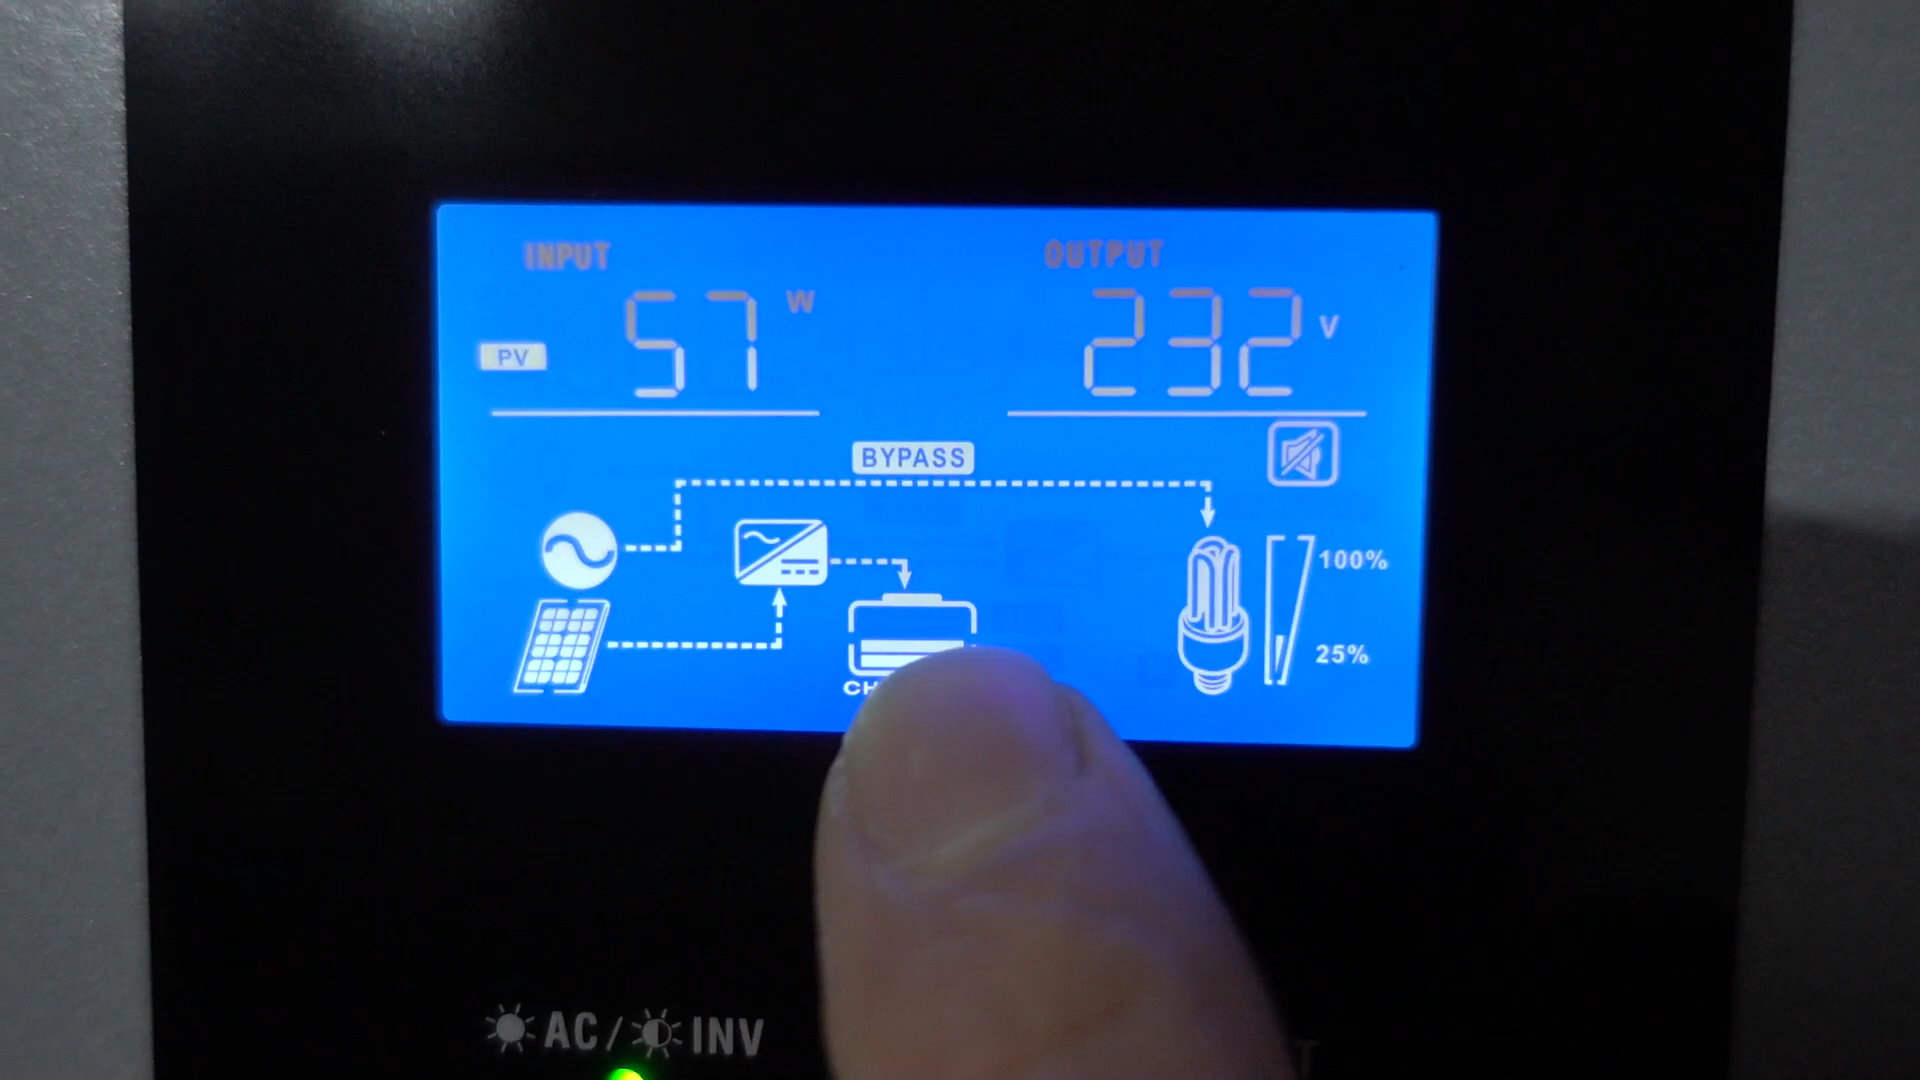 INPUT
OUTPUT
57 W
232 V
PV
BYPASS
100%
25%
AC/ INV